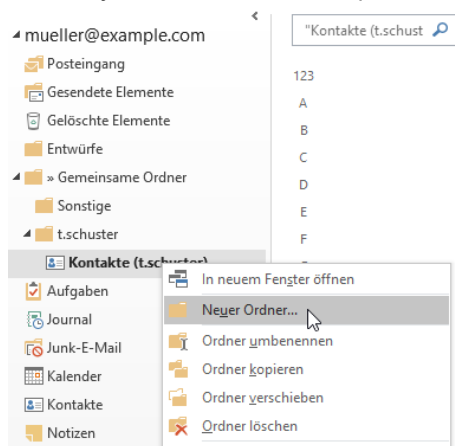 mueller@example.com
Posteingang
Gesendete Elemente
Gelöschte Elemente
Entwürfe
» Gemeinsame Ordner
Sonstige
t.schuster
Kontakte (t.schuster)
Aufgaben
Journal
Junk-E-Mail
Kalender
Kontakte
Notizen
"Kontakte (t.schust
123
A
B
C
D
E
F
In neuem Fenster öffnen
Neuer Ordner...
Ordner umbenennen
Ordner kopieren
Ordner verschieben
Ordner löschen